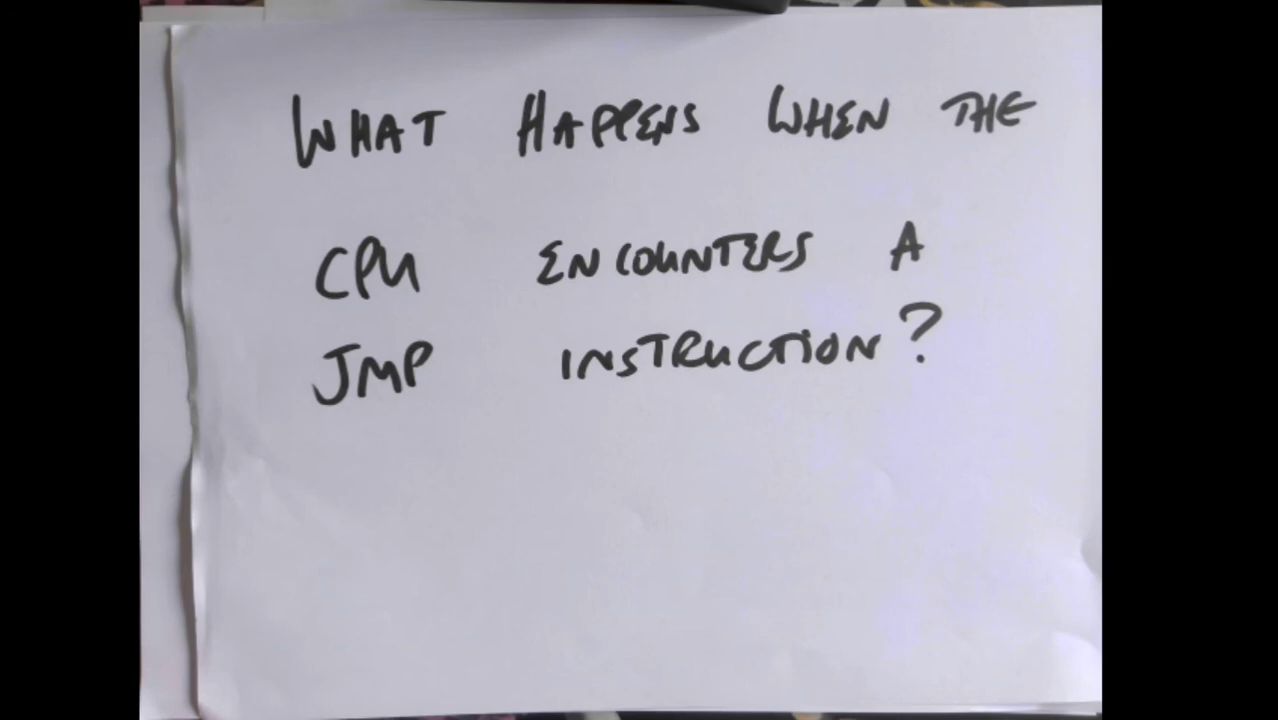 WHAT HAPPENS WHEN THE
CPU ENCOUNTERS A
JMP INSTRUCTION?